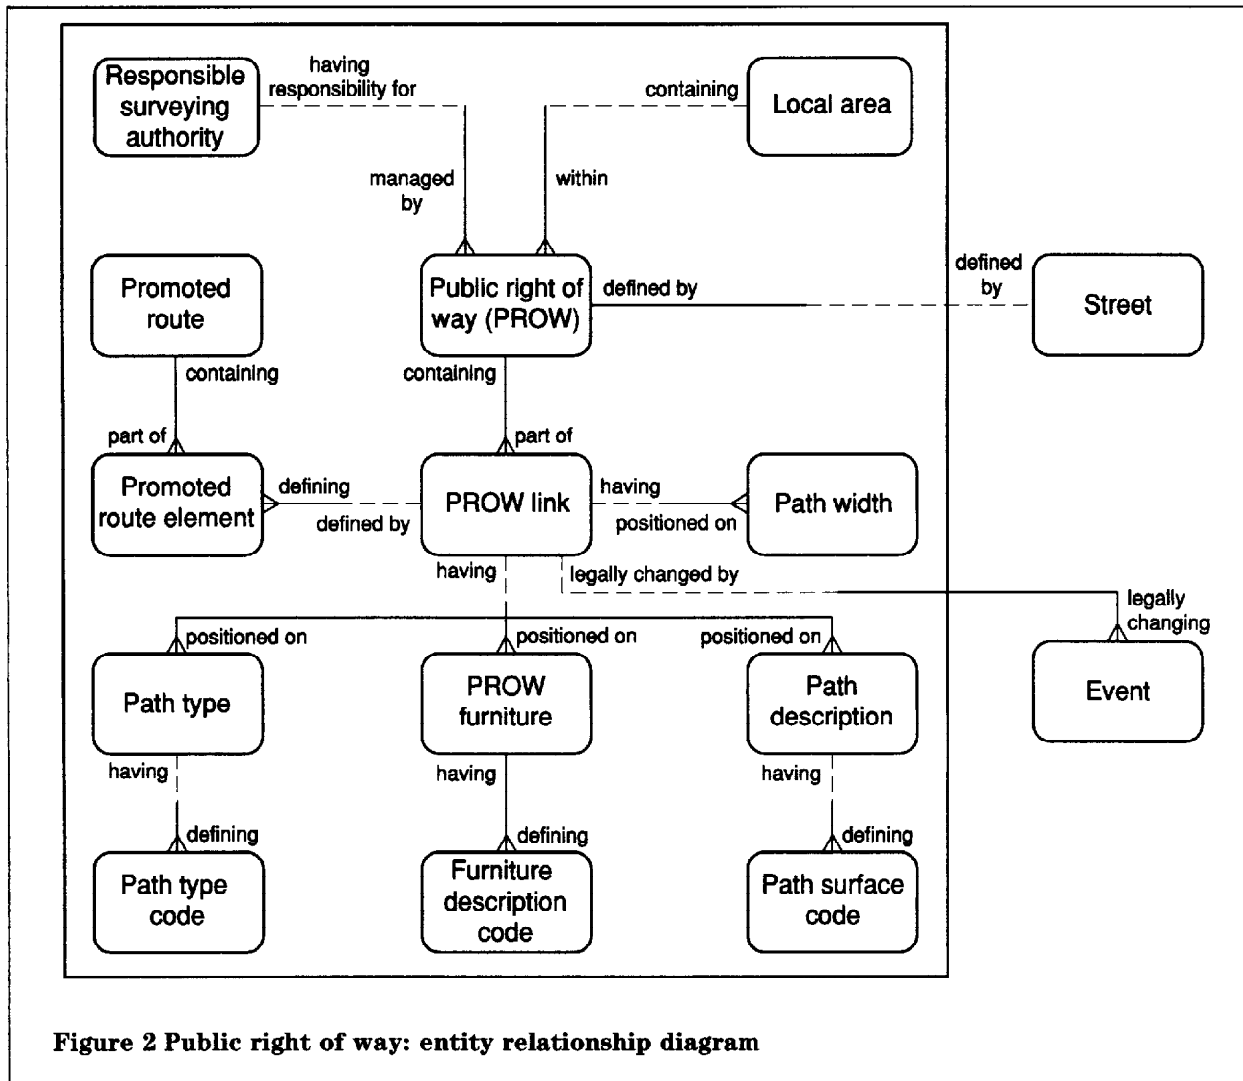 Responsible
surveying
authority
having
responsibility for
containing
Local area
managed
by
within
Promoted
route
Public right of
way (PROW)
defined by
defined
by
Street
containing
containing
part of
part of
Promoted
route element
defining
defined by
PROW link
having
positioned on
Path width
having
legally changed by
legally
changing
positioned on
positioned on
positioned on
Path type
PROW
furniture
Path
description
Event
having
having
having
defining
defining
defining
Path type
code
Furniture
description
code
Path surface
code
Figure 2 Public right of way: entity relationship diagram